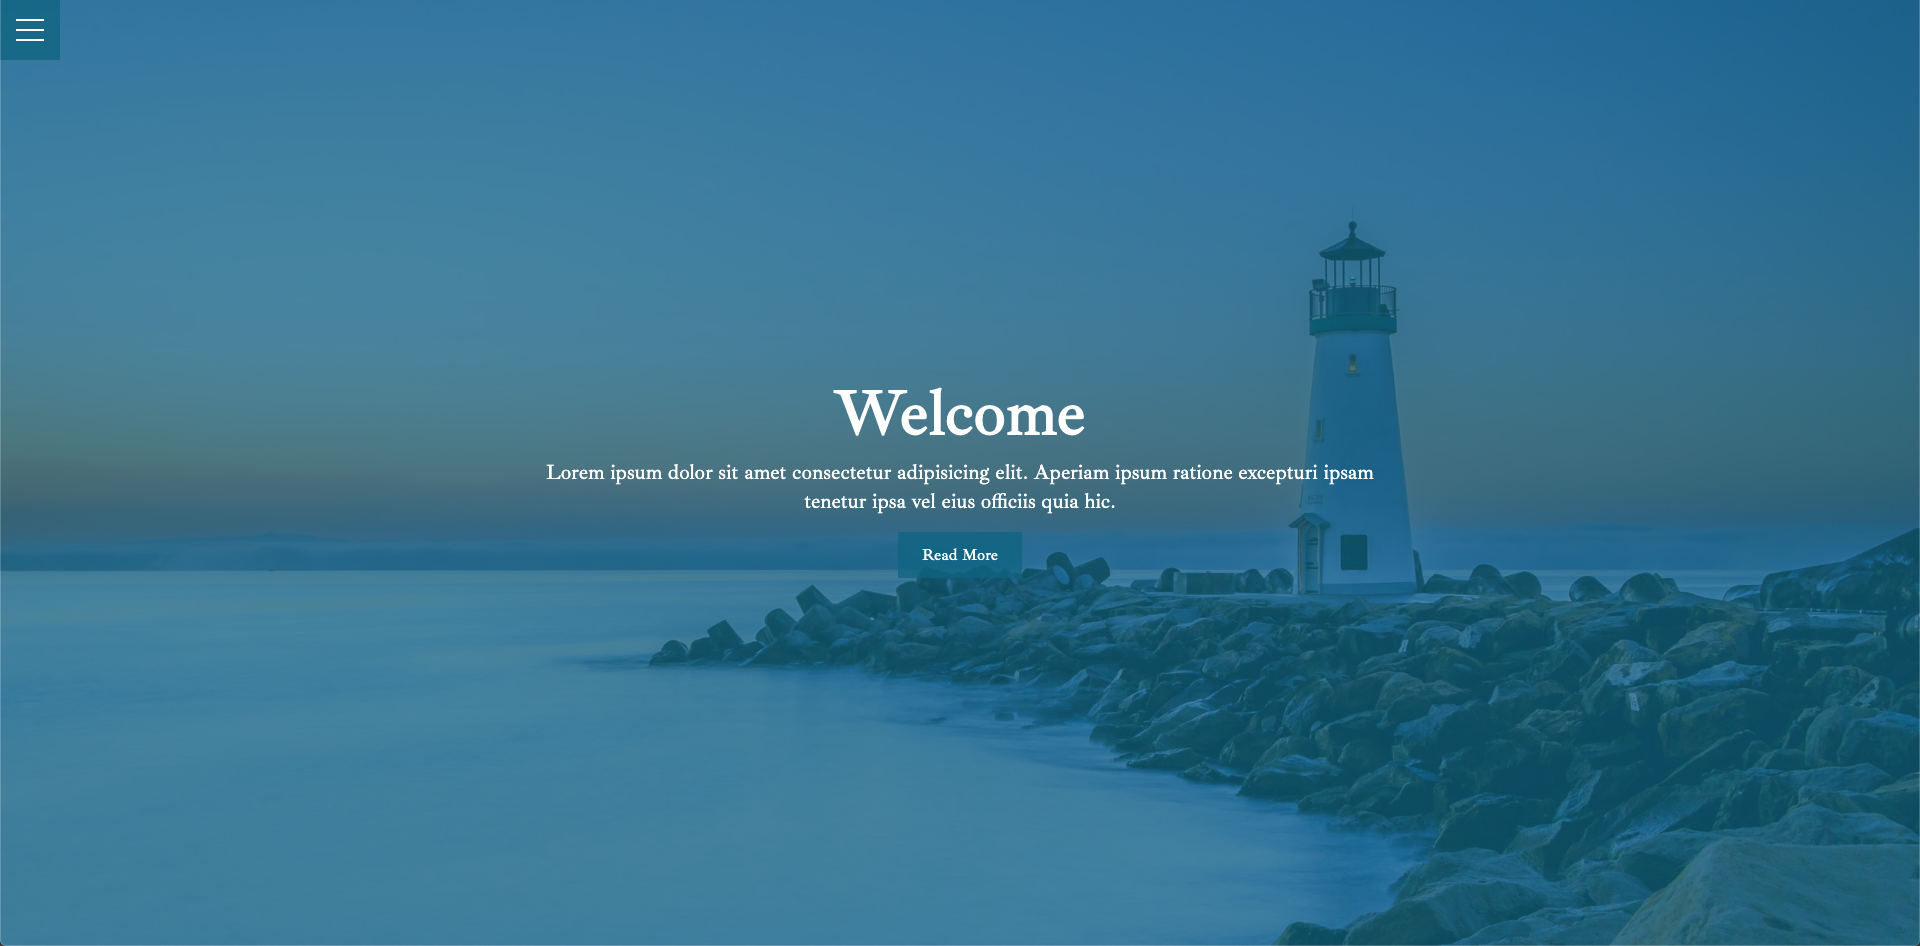 Welcome
Lorem ipsum dolor sit amet consectetur adipisicing elit. Aperiam ipsum ratione excepturi ipsam
tenetur ipsa vel eius officiis quia hic.
Read More